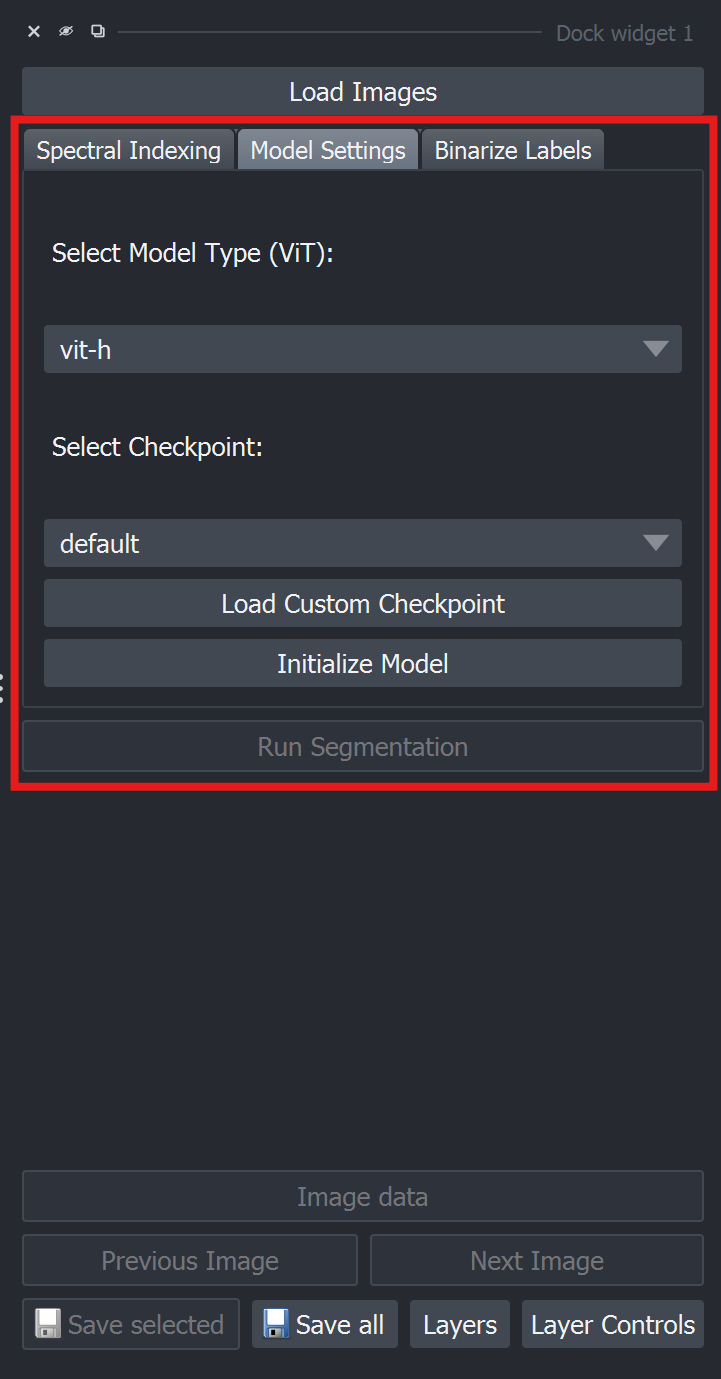 Dock widget 1
Load Images
Spectral Indexing Model Settings Binarize Labels
Select Model Type (ViT):
vit-h
Select Checkpoint:
default
Load Custom Checkpoint
Initialize Model
Run Segmentation
Image data
Previous Image Next Image
Save selected Save all Layers Layer Controls